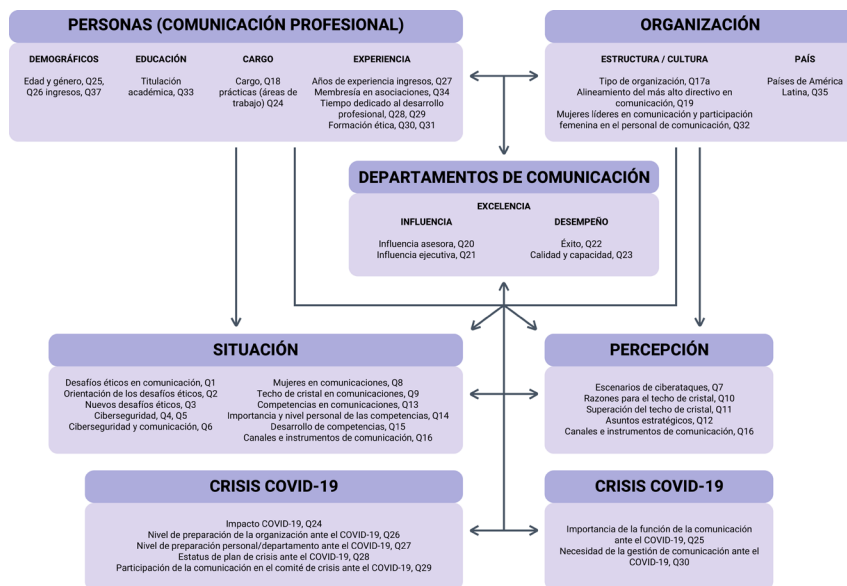 PERSONAS (COMUNICACIÓN PROFESIONAL)
DEMOGRÁFICOS
Edad y género, Q25,
Q26 ingresos, Q37
EDUCACIÓN
Titulación
académica, Q33
CARGO
Cargo, Q18
prácticas (áreas de
trabajo) Q24
EXPERIENCIA
Años de experiencia ingresos, Q27
Membresía en asociaciones, Q34
Tiempo dedicado al desarrollo
profesional, Q28, Q29
Formación ética, Q30, Q31
ORGANIZACIÓN
ESTRUCTURA / CULTURA
Tipo de organización, Q17a
Alineamiento del más alto directivo en
comunicación, Q19
Mujeres líderes en comunicación y participación
femenina en el personal de comunicación, Q32
PAÍS
Países de América
Latina, Q35
DEPARTAMENTOS DE COMUNICACIÓN
EXCELENCIA
INFLUENCIA
Influencia asesora, Q20
Influencia ejecutiva, Q21
DESEMPEÑO
Éxito, Q22
Calidad y capacidad, Q23
SITUACIÓN
Desafíos éticos en comunicación, Q1
Orientación de los desafíos éticos, Q2
Nuevos desafíos éticos, Q3
Ciberseguridad, Q4, Q5
Ciberseguridad y comunicación, Q6
Mujeres en comunicaciones, Q8
Techo de cristal en comunicaciones, Q9
Competencias en comunicaciones, Q13
Importancia y nivel personal de las competencias, Q14
Desarrollo de competencias, Q15
Canales e instrumentos de comunicación, Q16
PERCEPCIÓN
Escenarios de ciberataques, Q7
Razones para el techo de cristal, Q10
Superación del techo de cristal, Q11
Asuntos estratégicos, Q12
Canales e instrumentos de comunicación, Q16
CRISIS COVID-19
Impacto COVID-19, Q24
Nivel de preparación de la organización ante el COVID-19, Q26
Nivel de preparación personal/departamento ante el COVID-19, Q27
Estatus de plan de crisis ante el COVID-19, Q28
Participación de la comunicación en el comité de crisis ante el COVID-19, Q29
CRISIS COVID-19
Importancia de la función de la comunicación
ante el COVID-19, Q25
Necesidad de la gestión de comunicación ante el
COVID-19, Q30